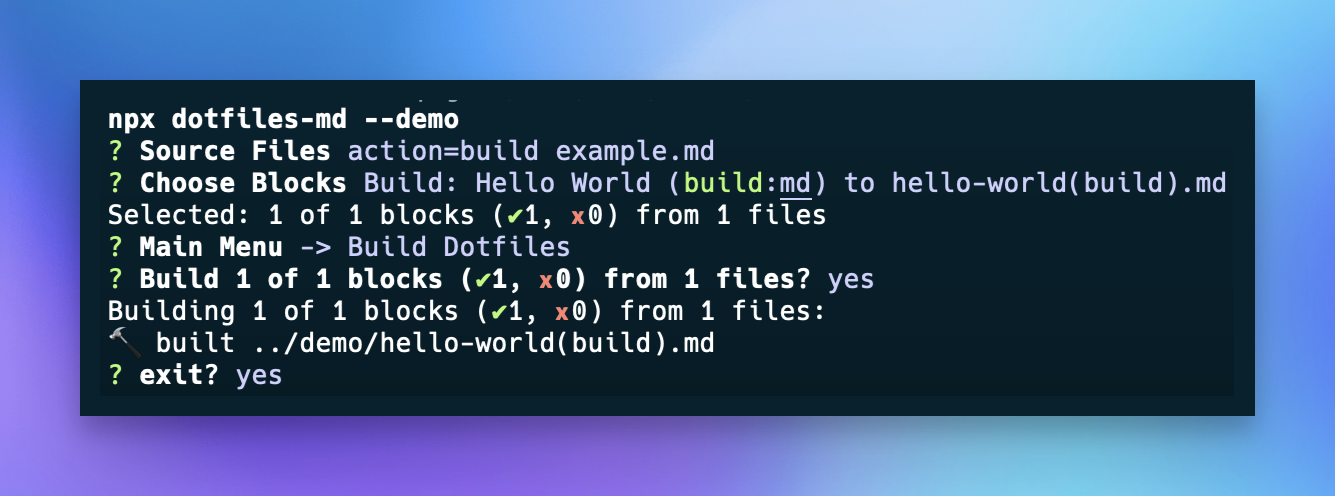 npx dotfiles-md --demo
? Source Files action=build example.md
? Choose Blocks Build: Hello World (build:md) to hello-world(build).md
Selected: 1 of 1 blocks (✔1, x0) from 1 files
? Main Menu -> Build Dotfiles
? Build 1 of 1 blocks (✔1, x0) from 1 files? yes
Building 1 of 1 blocks (✔1, x0) from 1 files:
🔨 built ../demo/hello-world(build).md
? exit? yes